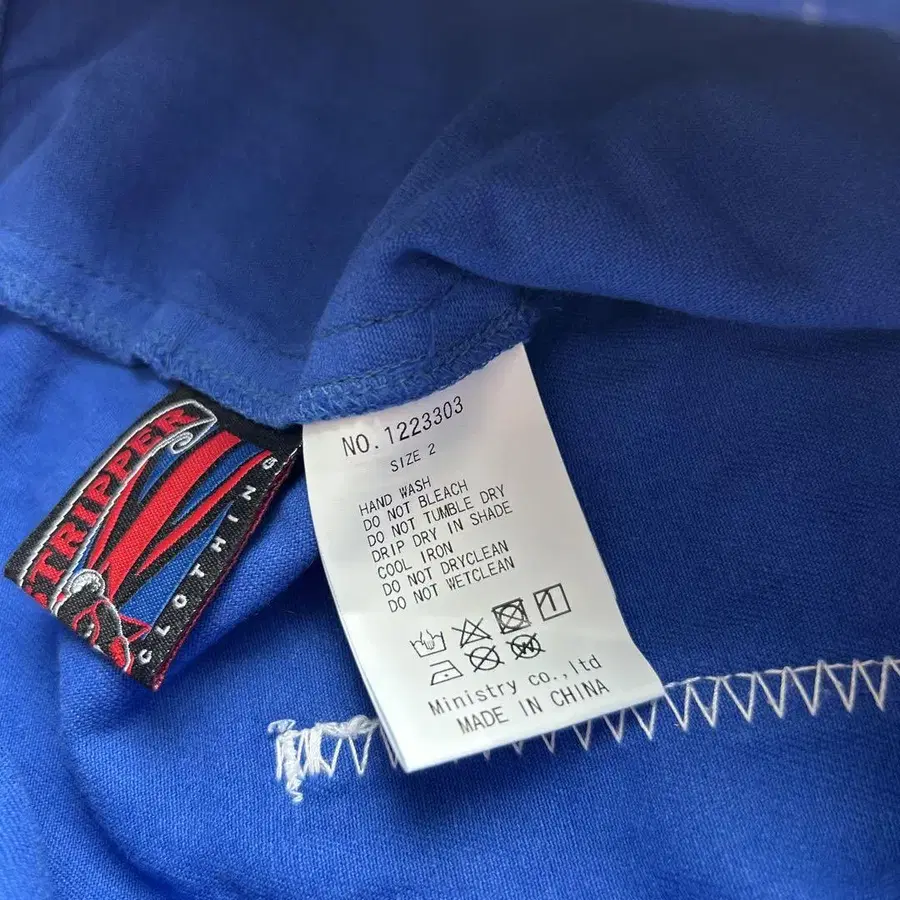 STRIPPER
CLOTHING
NO.1223303
SIZE 2
HAND WASH
DO NOT BLEACH
DO NOT TUMBLE DRY
DRIP DRY IN SHADE
COOL IRON
DO NOT DRYCLEAN
DO NOT WETCLEAN
Ministry co.,ltd
MADE IN CHINA